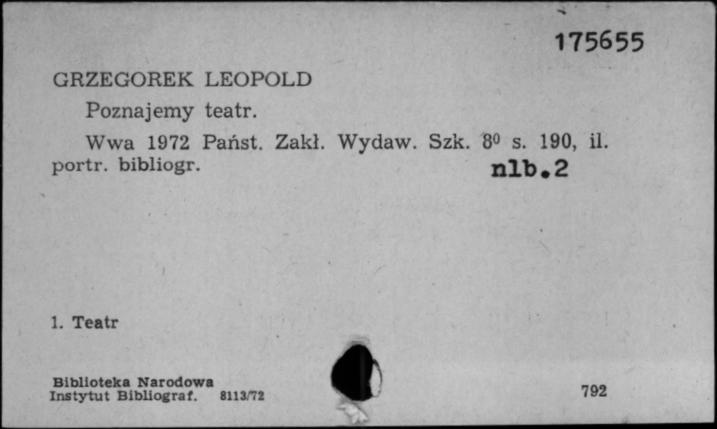 175655
GRZEGOREK LEOPOLD
Poznajemy teatr.
Wwa 1972 Państ. Zakł. Wydaw. Szk. 8⁰ s. 190, il.
portr. bibliogr. nlb.2
1. Teatr
Biblioteka Narodowa
Instytut Bibliograf. 8113/72 792